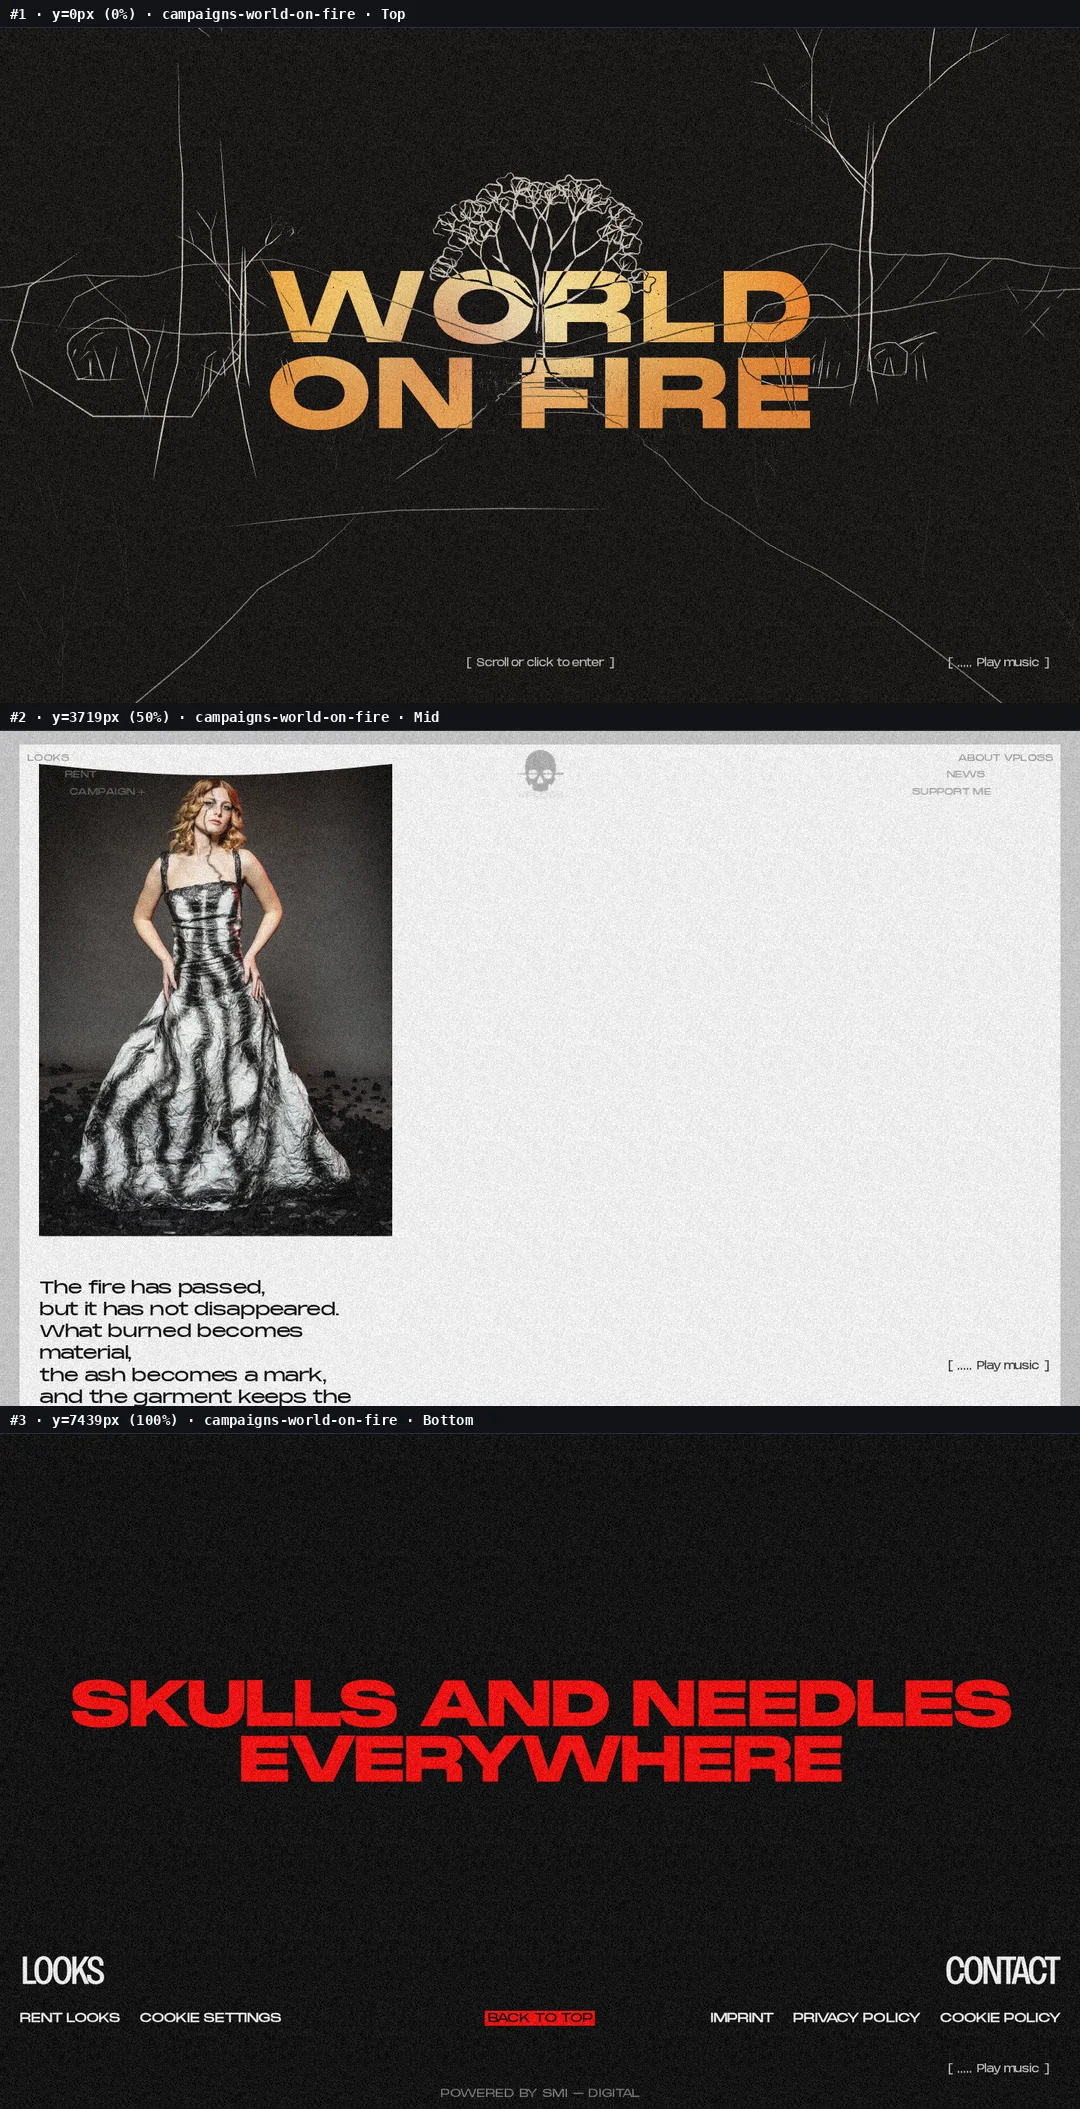 #1 · y=0px (0%) · campaigns-world-on-fire · Top
WORLD
ON FIRE
[ Scroll or click to enter ]
[ ..... Play music ]
#2 · y=3719px (50%) · campaigns-world-on-fire · Mid
LOOKS
RENT
CAMPAIGN +
ABOUT VPLOSS
NEWS
SUPPORT ME
The fire has passed,
but it has not disappeared.
What burned becomes
material,
the ash becomes a mark,
and the garment keeps the
[ ..... Play music ]
#3 · y=7439px (100%) · campaigns-world-on-fire · Bottom
SKULLS AND NEEDLES
EVERYWHERE
LOOKS
CONTACT
RENT LOOKS COOKIE SETTINGS
BACK TO TOP
IMPRINT PRIVACY POLICY COOKIE POLICY
[ ..... Play music ]
POWERED BY SMI — DIGITAL